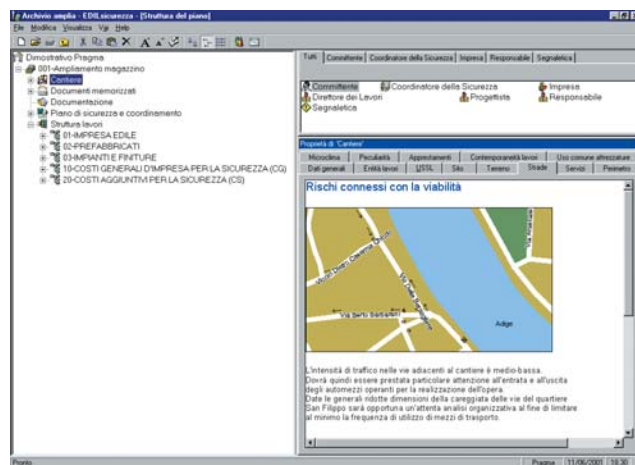 Archivio amplia - EDILsicurezza - [Struttura del piano]
File Modifica Visualizza Vai Help
Dimostrativo Pragma
001-Ampliamento magazzino
Cantiere
Documenti memorizzati
Documentazione
Piano di sicurezza e coordinamento
Struttura lavori
01-IMPRESA EDILE
02-PREFABBRICATI
03-IMPIANTI E FINITURE
10-COSTI GENERALI D'IMPRESA PER LA SICUREZZA (CG)
20-COSTI AGGIUNTIVI PER LA SICUREZZA (CS)
Tutti Committente Coordinatore della Sicurezza Impresa Responsabile Segnaletica
Committente Coordinatore della Sicurezza Impresa
Direttore dei Lavori Progettista Responsabile
Segnaletica
Proprietà di 'Cantiere'
Microclima Peculiarità Apprestamenti Contemporaneità lavori Uso comune attrezzature
Dati generali Entità lavori USSL Sito Terreno Strade Servizi Perimetro
Rischi connessi con la viabilità
Via Berto Barbarani
Adige
L'intensità di traffico nelle vie adiacenti al cantiere è medio-bassa.
Dovrà quindi essere prestata particolare attenzione all'entrata e all'uscita
degli automezzi operanti per la realizzazione dell'opera.
Date le generali ridotte dimensioni della careggiata delle vie del quartiere
San Filippo sarà opportuna un'attenta analisi organizzativa al fine di limitare
al minimo la frequenza di utilizzo di mezzi di trasporto.
Pronto Pragma 11/06/2001 18.30